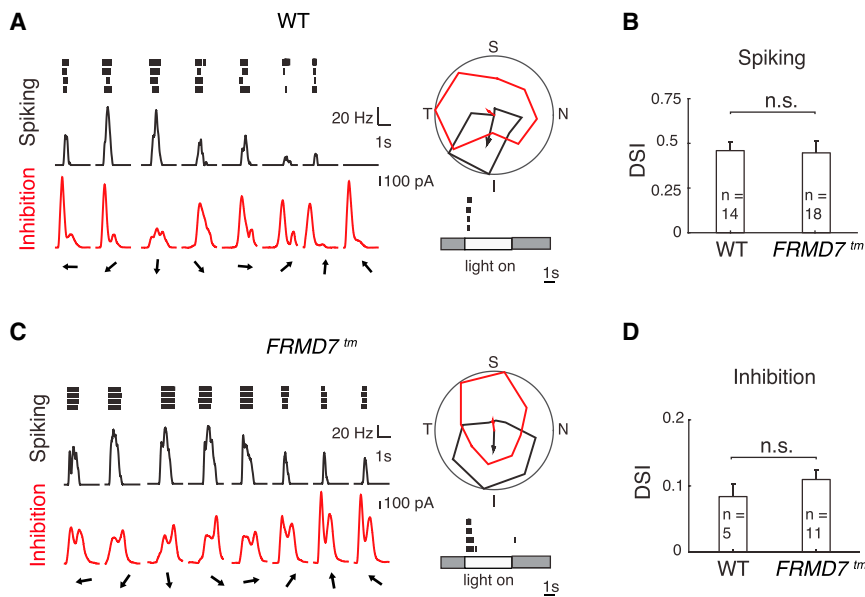 A
WT
Spiking
20 Hz
1s
Inhibition
100 pA
S
T
N
I
light on
1s
B
Spiking
n.s.
DSI
0.75
0.5
0.25
0
n = 14
n = 18
WT
FRMD7 tm
C
FRMD7 tm
Spiking
20 Hz
1s
Inhibition
100 pA
S
T
N
I
light on
1s
D
Inhibition
n.s.
DSI
0.2
0.1
0
n = 5
n = 11
WT
FRMD7 tm